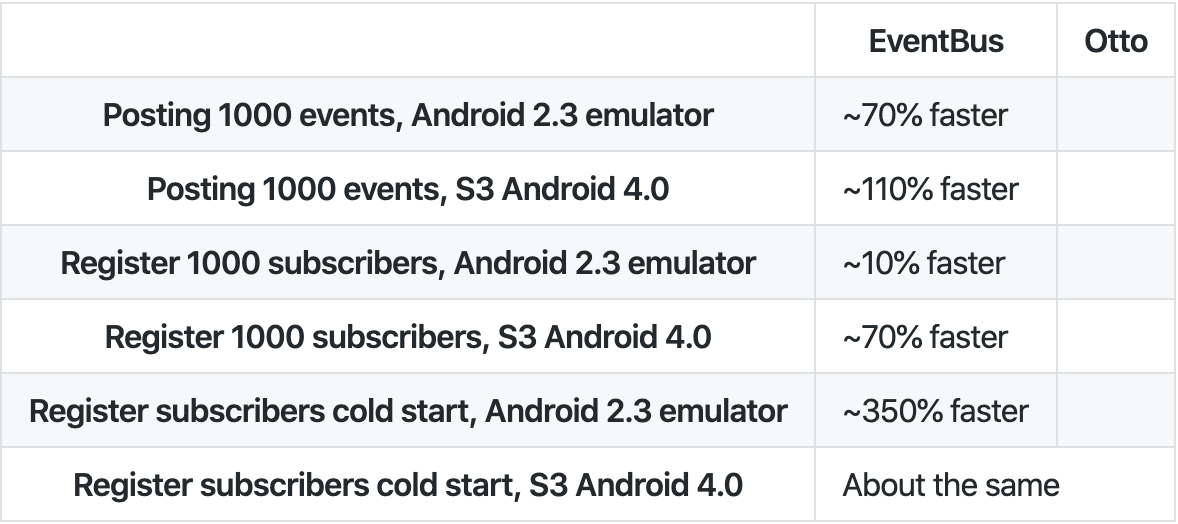 EventBus Otto
Posting 1000 events, Android 2.3 emulator ~70% faster
Posting 1000 events, S3 Android 4.0 ~110% faster
Register 1000 subscribers, Android 2.3 emulator ~10% faster
Register 1000 subscribers, S3 Android 4.0 ~70% faster
Register subscribers cold start, Android 2.3 emulator ~350% faster
Register subscribers cold start, S3 Android 4.0 About the same